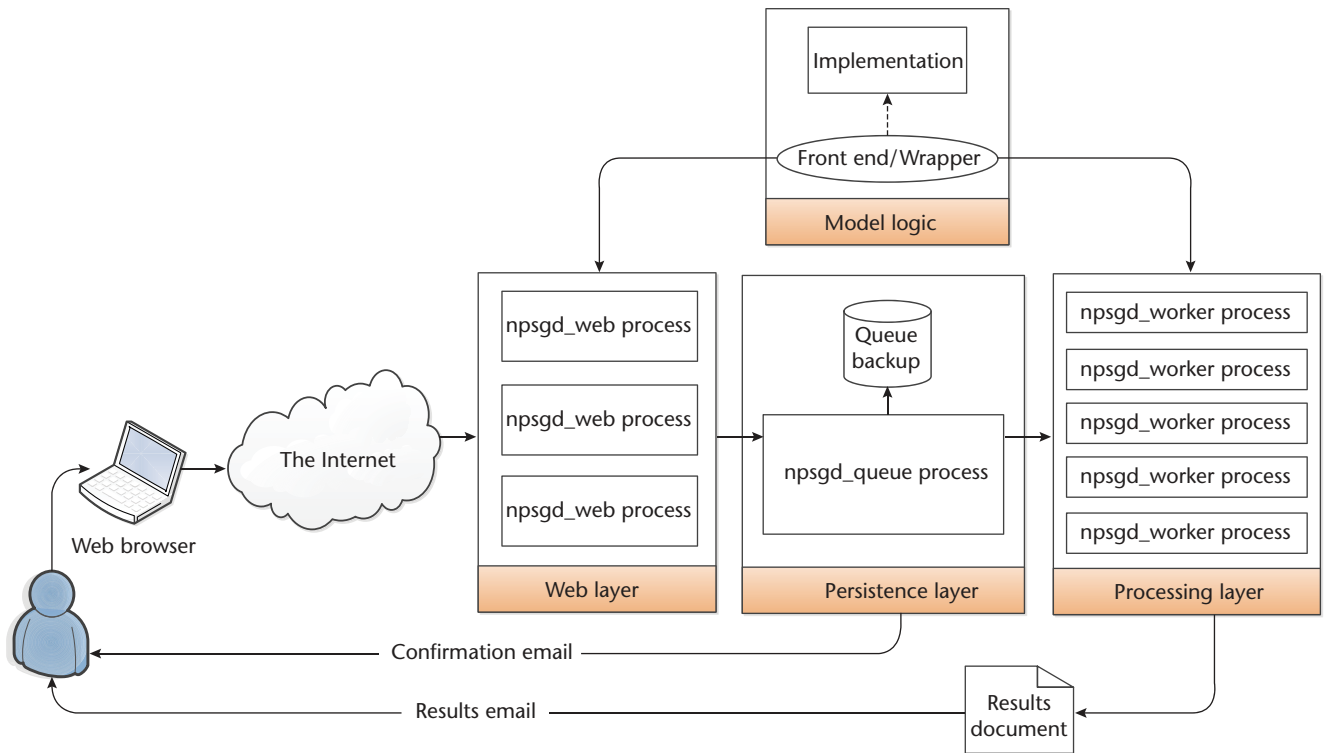 Implementation
Front end/Wrapper
Model logic
npsgd_web process
npsgd_web process
npsgd_web process
Web layer
Queue
backup
npsgd_queue process
Persistence layer
npsgd_worker process
npsgd_worker process
npsgd_worker process
npsgd_worker process
npsgd_worker process
Processing layer
The Internet
Web browser
Confirmation email
Results email
Results
document